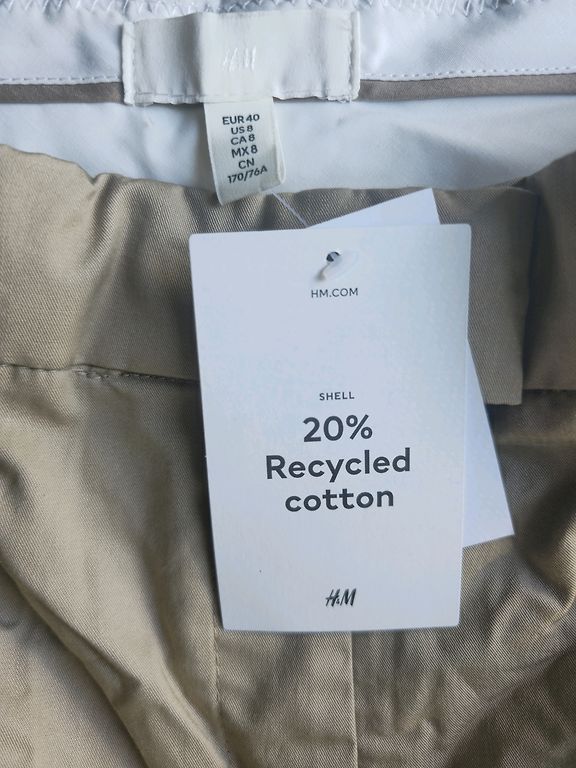 H&M
EUR 40
US 8
CA 8
MX 8
CN
170/76A
HM.COM
SHELL
20%
Recycled
cotton
H&M